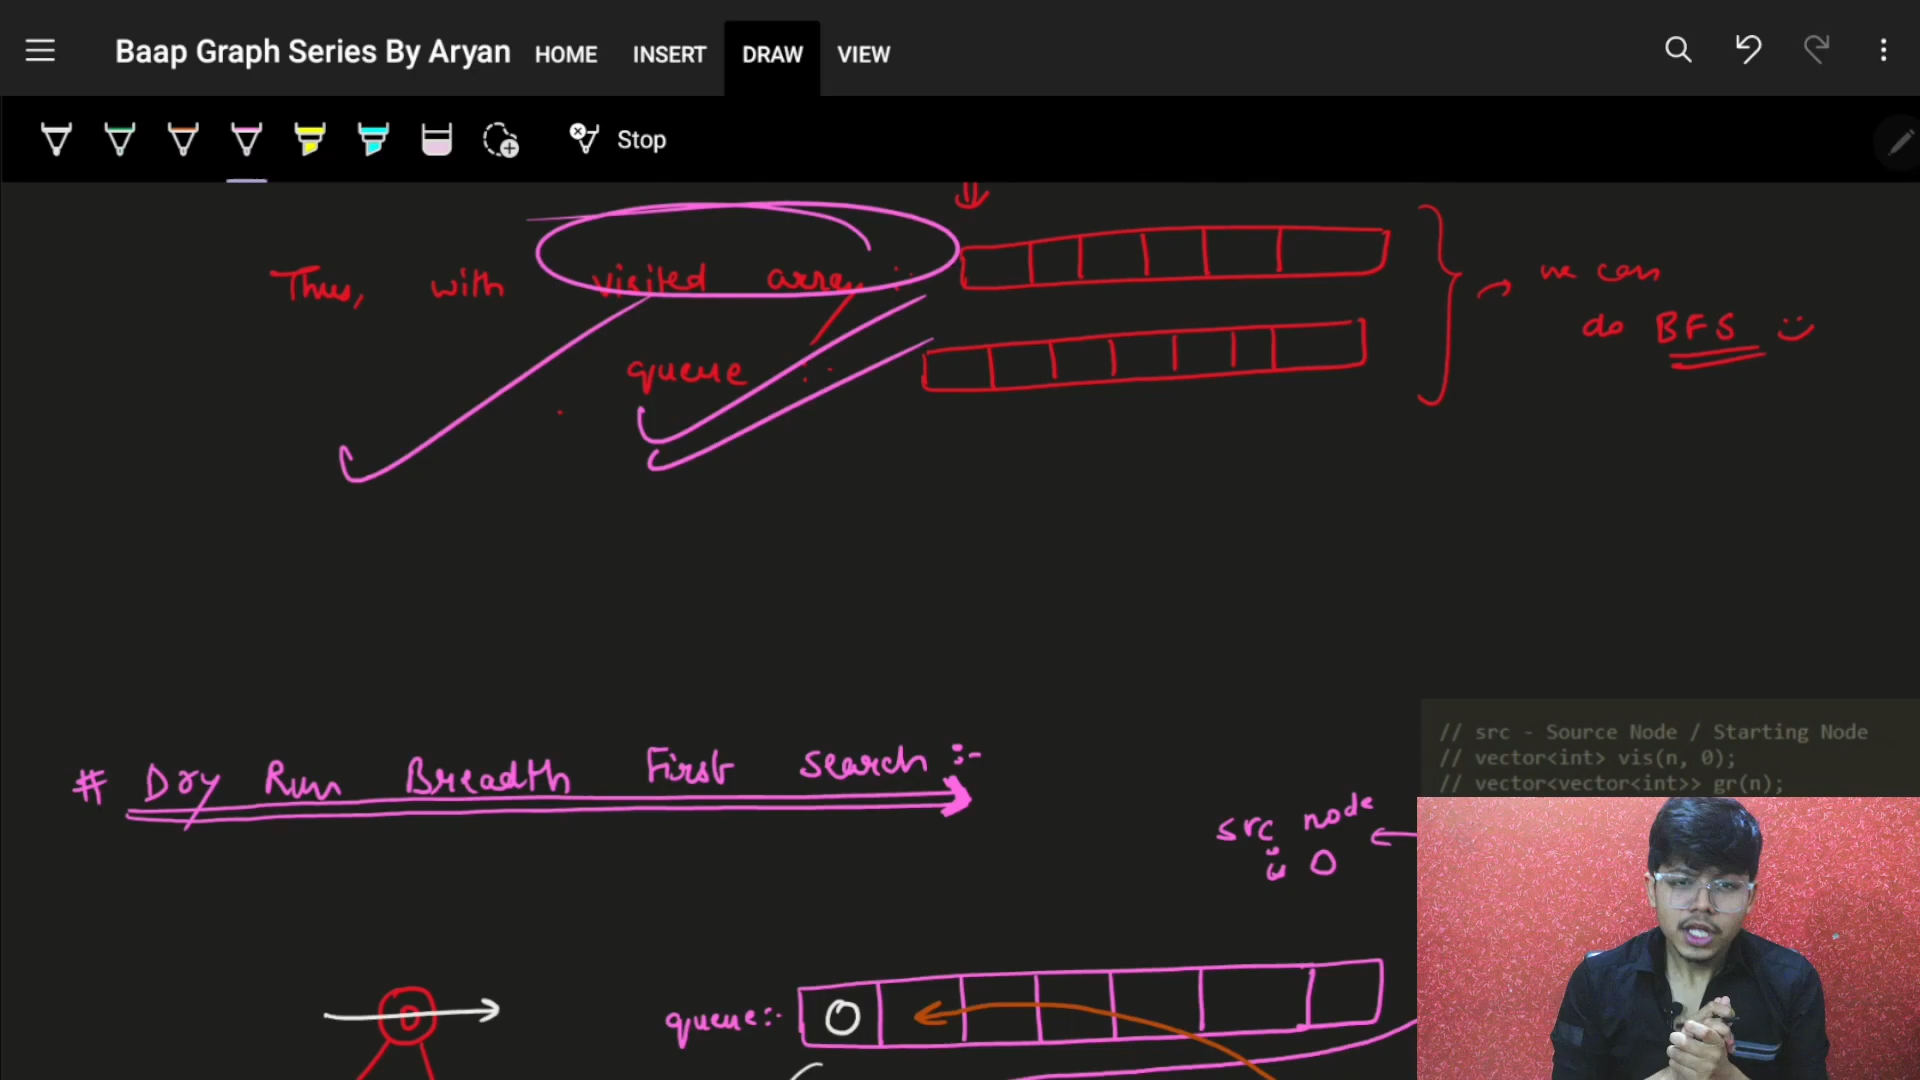 Baap Graph Series By Aryan HOME INSERT DRAW VIEW
Stop
Thus, with visited array :
queue :
we can
do BFS
# Dry Run Breadth First Search :-
// src - Source Node / Starting Node
// vector<int> vis(n, 0);
// vector<vector<int>> gr(n);
src node
0
0
queue:- 0